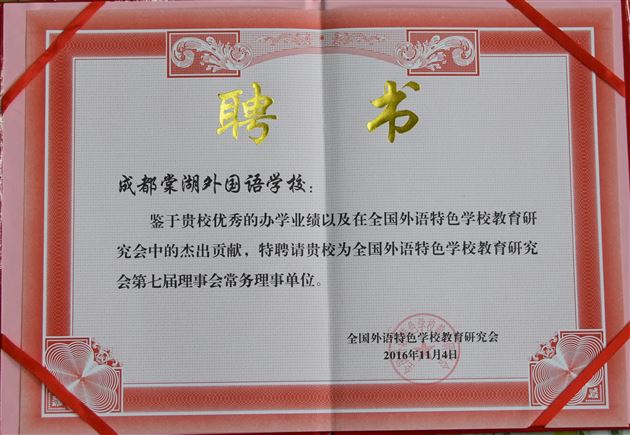 聘书
成都棠湖外国语学校：
鉴于贵校优秀的办学业绩以及在全国外语特色学校教育研
究会中的杰出贡献，特聘请贵校为全国外语特色学校教育研究
会第七届理事会常务理事单位。
全国外语特色学校教育研究会
2016年11月4日